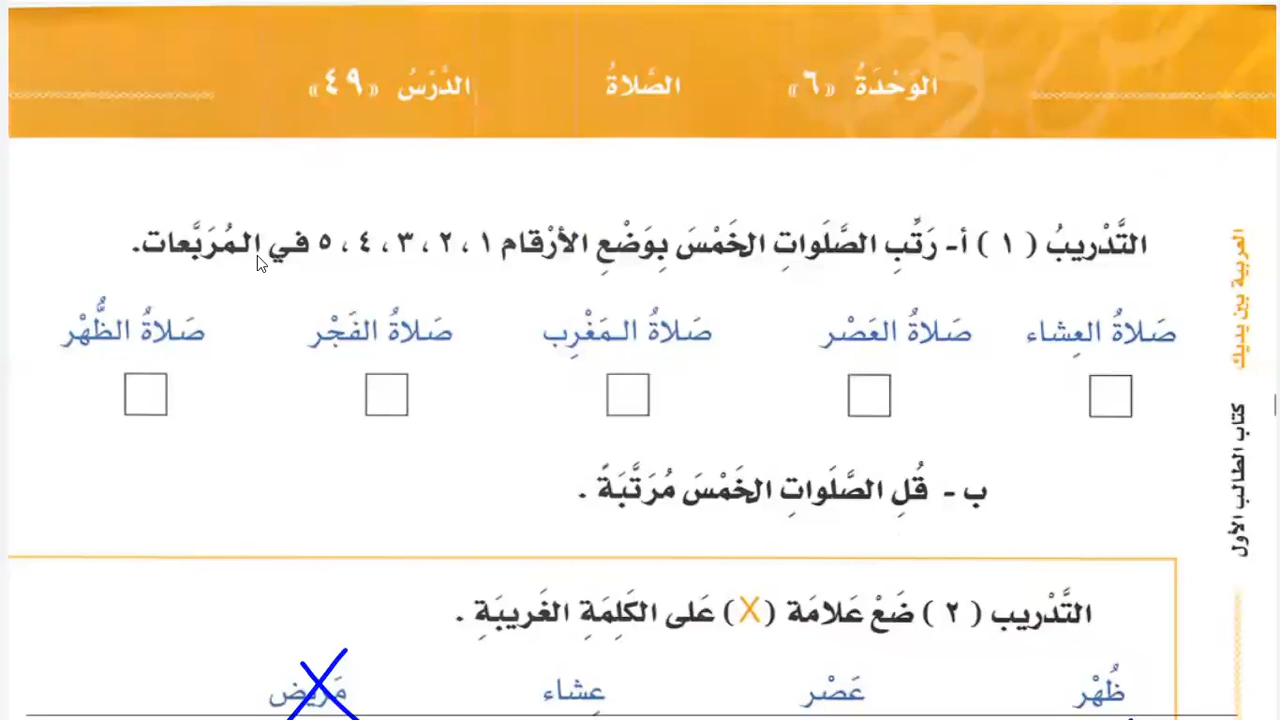 الوَحْدَةُ «٦» الصَّلاةُ الدَّرْسُ «٤٩»
التَّدْريبُ ( ١ ) أ- رَتِّبِ الصَّلَواتِ الخَمْسَ بِوَضْعِ الأرْقام ١ ، ٢ ، ٣ ، ٤ ، ٥ في المُرَبَّعات.
صَلاةُ العِشاء صَلاةُ العَصْر صَلاةُ المَغْرِب صَلاةُ الفَجْر صَلاةُ الظُّهْر
ب - قُلِ الصَّلَواتِ الخَمْسَ مُرَتَّبَةً .
التَّدْريب ( ٢ ) ضَعْ عَلامَة (X) عَلى الكَلِمَةِ الغَريبَةِ .
ظُهْر عَصْر عِشاء مَريض
العربية بين يديك
كتاب الطالب الأول